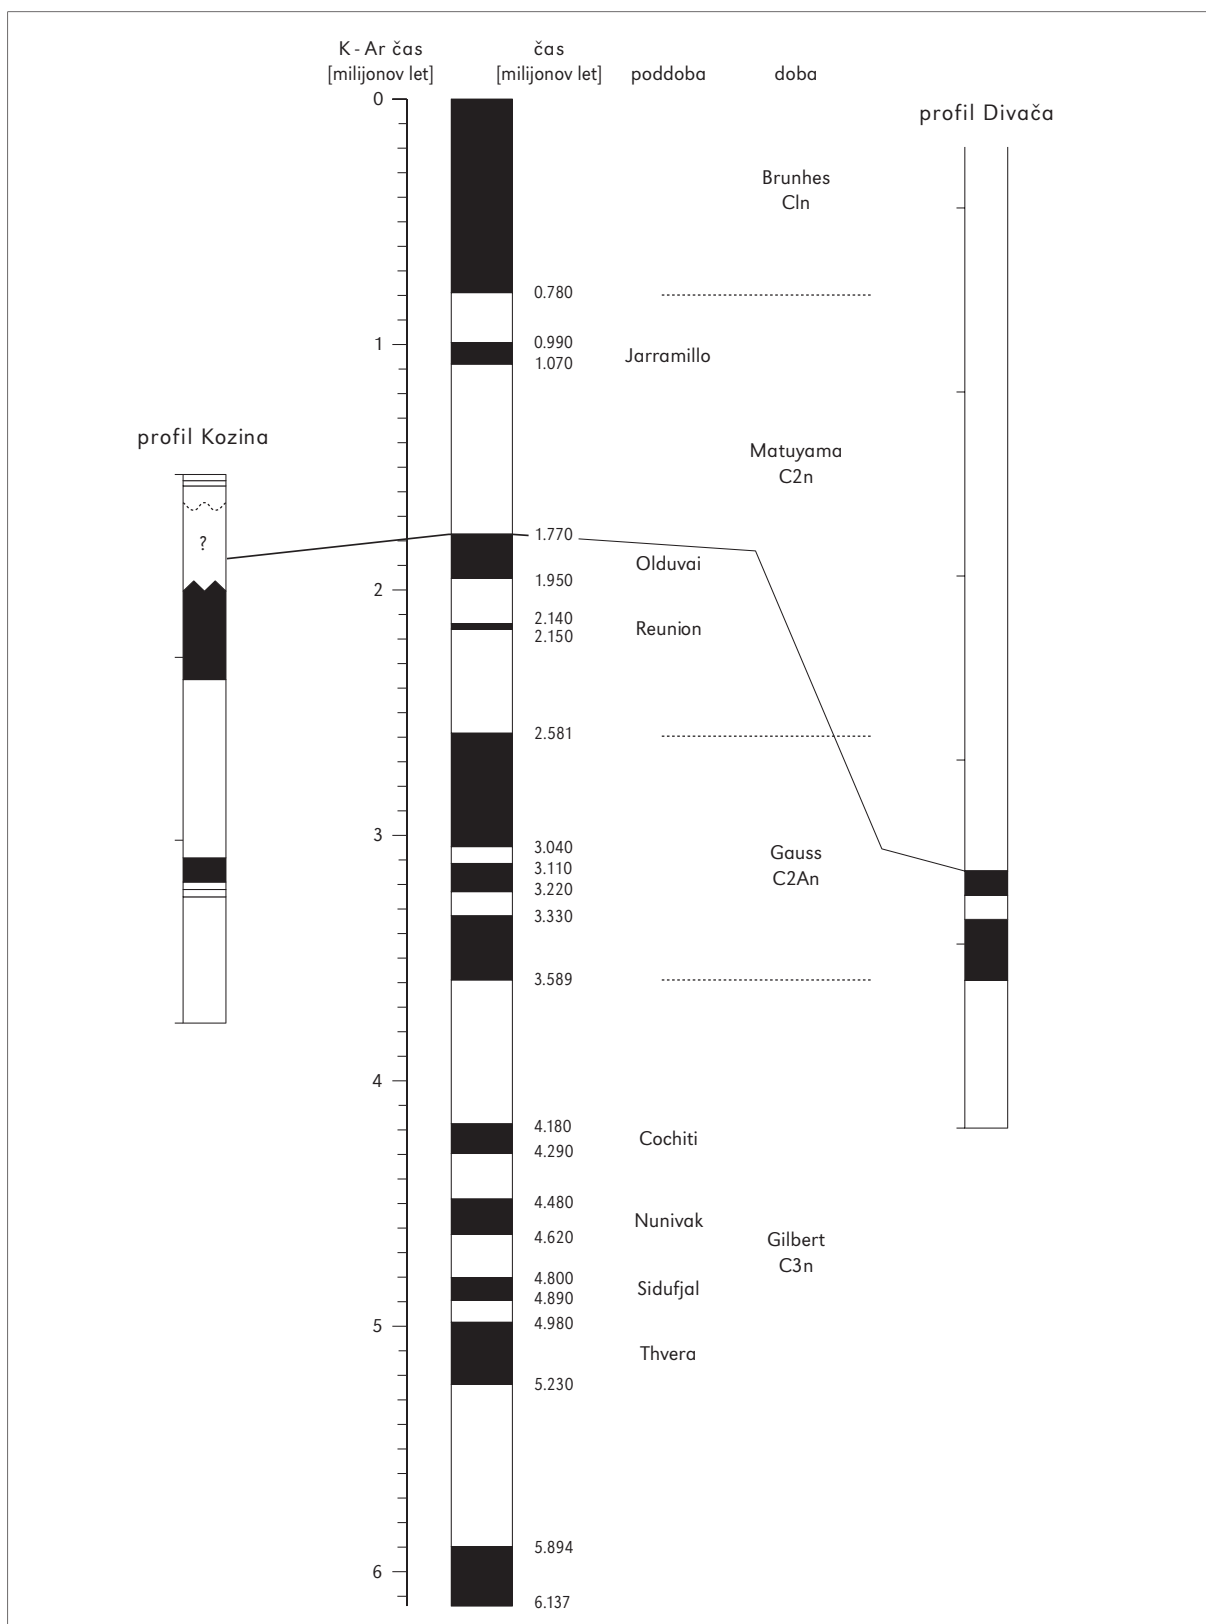 K - Ar čas
[milijonov let]
čas
[milijonov let]
poddoba
doba
profil Divača
0
Brunhes
Cln
0.780
0.990
1
Jarramillo
1.070
profil Kozina
Matuyama
C2n
?
1.770
Olduvai
1.950
2
2.140
Reunion
2.150
2.581
3
3.040
Gauss
C2An
3.110
3.220
3.330
3.589
4
4.180
Cochiti
4.290
4.480
Nunivak
4.620
Gilbert
C3n
4.800
Sidufjal
4.890
4.980
5
Thvera
5.230
5.894
6
6.137